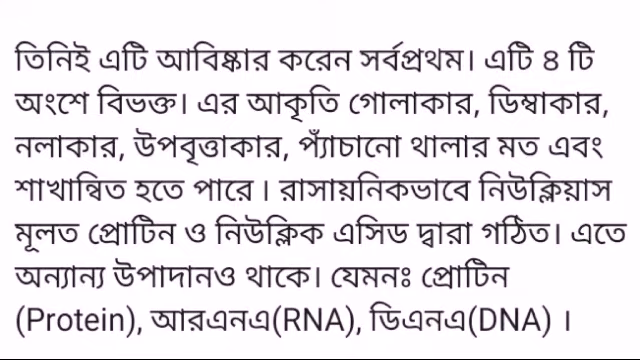 তিনিই এটি আবিষ্কার করেন সর্বপ্রথম। এটি ৪ টি
অংশে বিভক্ত। এর আকৃতি গোলাকার, ডিম্বাকার,
নলাকার, উপবৃত্তাকার, প্যাঁচানো থালার মত এবং
শাখান্বিত হতে পারে । রাসায়নিকভাবে নিউক্লিয়াস
মূলত প্রোটিন ও নিউক্লিক এসিড দ্বারা গঠিত। এতে
অন্যান্য উপাদানও থাকে। যেমনঃ প্রোটিন
(Protein), আরএনএ(RNA), ডিএনএ(DNA) ।